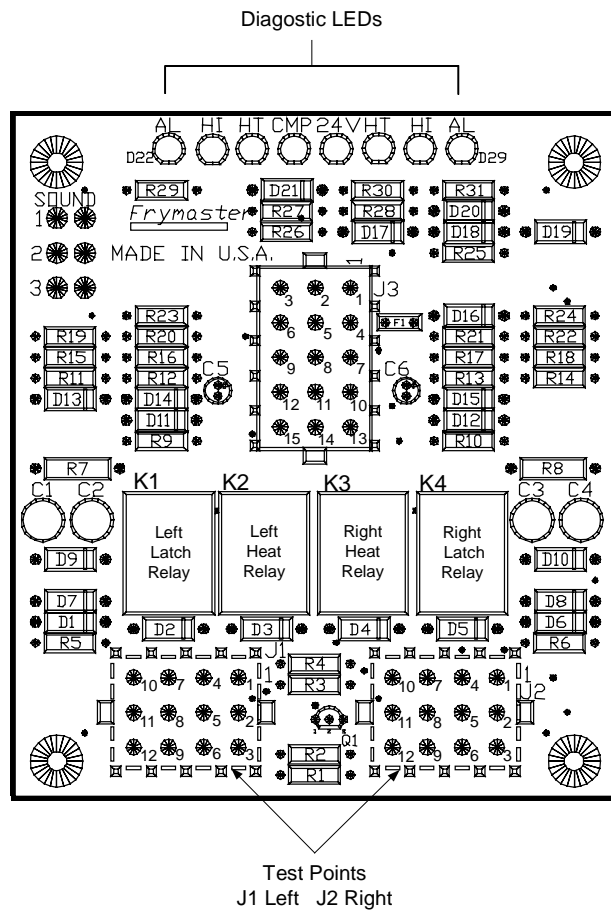 Diagostic LEDs
AL HI HT CMP 24V HT HI AL
D22 D29
R29 D21 R30 R31
SOUND Frymaster R27 R28 D20
1 R26 D17 D18 D19
2 MADE IN U.S.A. R25
3
1
3 2 1 J3
R23 D16 R24
R19 R20 6 5 4 F1 R21 R22
R15 R16 9 8 7 R17 R18
R11 R12 C5 C6 R13 R14
D13 D14 12 11 10 D15
D11 D12
R9 15 14 13 R10
R7 R8
K1 K2 K3 K4
C1 C2 C3 C4
Left Latch Relay
Left Heat Relay
Right Heat Relay
Right Latch Relay
D9 D10
D7 D8
D1 D2 D3 D4 D5 D6
R5 R6
J1 R4
10 7 4 1 1 R3 10 7 4 1 1
J2
11 8 5 2 11 8 5 2
Q1
12 9 6 3 R2 12 9 6 3
R1
Test Points
J1 Left J2 Right